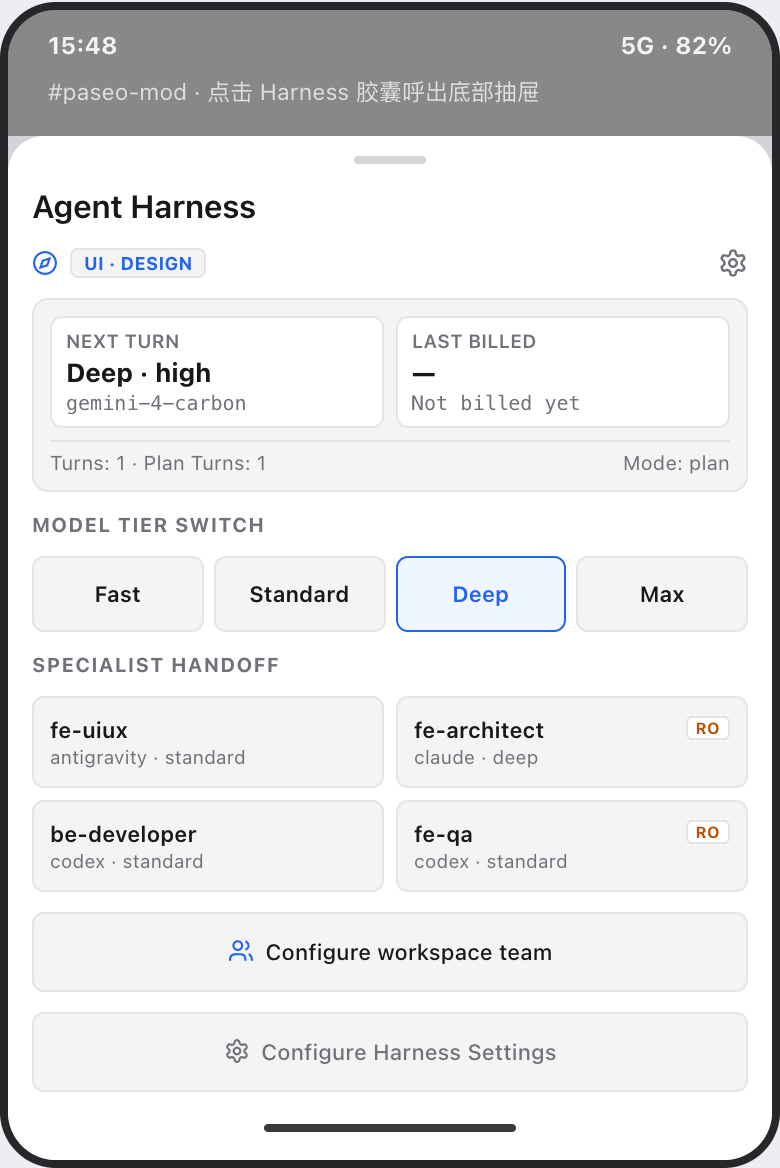 15:48
5G · 82%
#paseo-mod · 点击 Harness 胶囊呼出底部抽屉
Agent Harness
UI · DESIGN
NEXT TURN
Deep · high
gemini-4-carbon
LAST BILLED
—
Not billed yet
Turns: 1 · Plan Turns: 1
Mode: plan
MODEL TIER SWITCH
Fast
Standard
Deep
Max
SPECIALIST HANDOFF
fe-uiux
antigravity · standard
fe-architect
RO
claude · deep
be-developer
codex · standard
fe-qa
RO
codex · standard
Configure workspace team
Configure Harness Settings